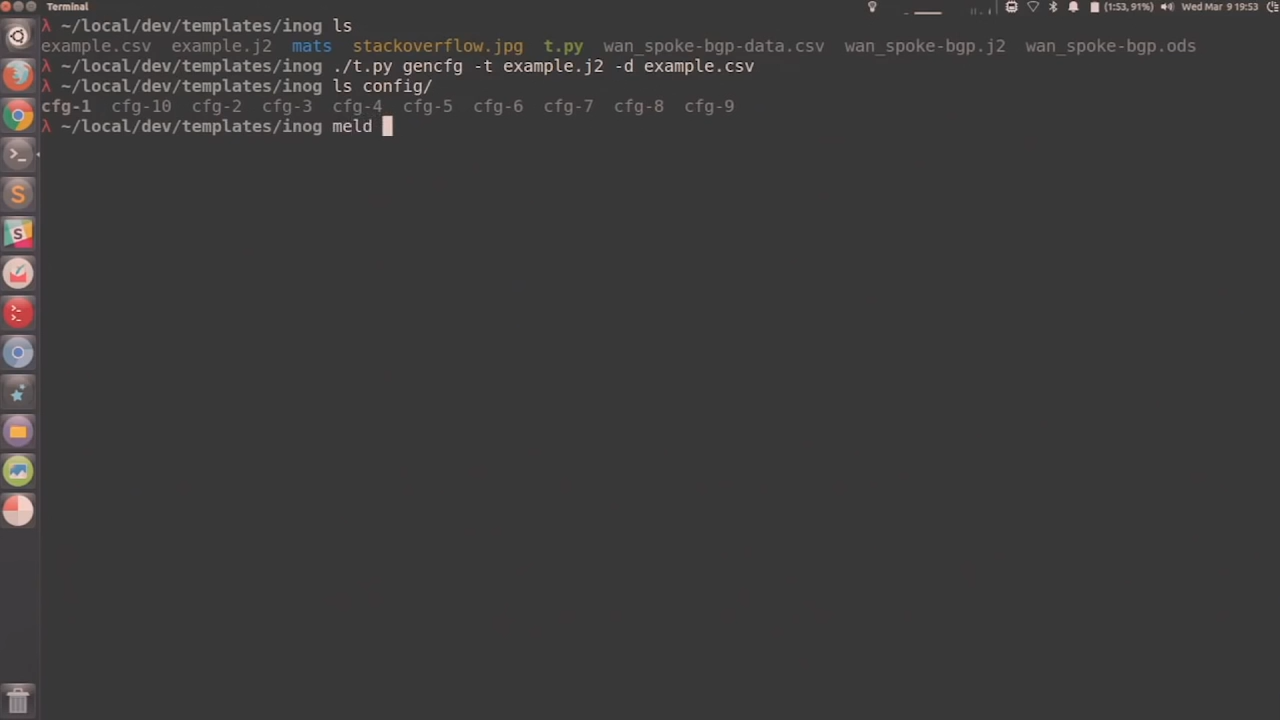 Terminal
(1:53, 91%) Wed Mar 9 19:53
λ ~/local/dev/templates/inog ls
example.csv example.j2 mats stackoverflow.jpg t.py wan_spoke-bgp-data.csv wan_spoke-bgp.j2 wan_spoke-bgp.ods
λ ~/local/dev/templates/inog ./t.py gencfg -t example.j2 -d example.csv
λ ~/local/dev/templates/inog ls config/
cfg-1 cfg-10 cfg-2 cfg-3 cfg-4 cfg-5 cfg-6 cfg-7 cfg-8 cfg-9
λ ~/local/dev/templates/inog meld